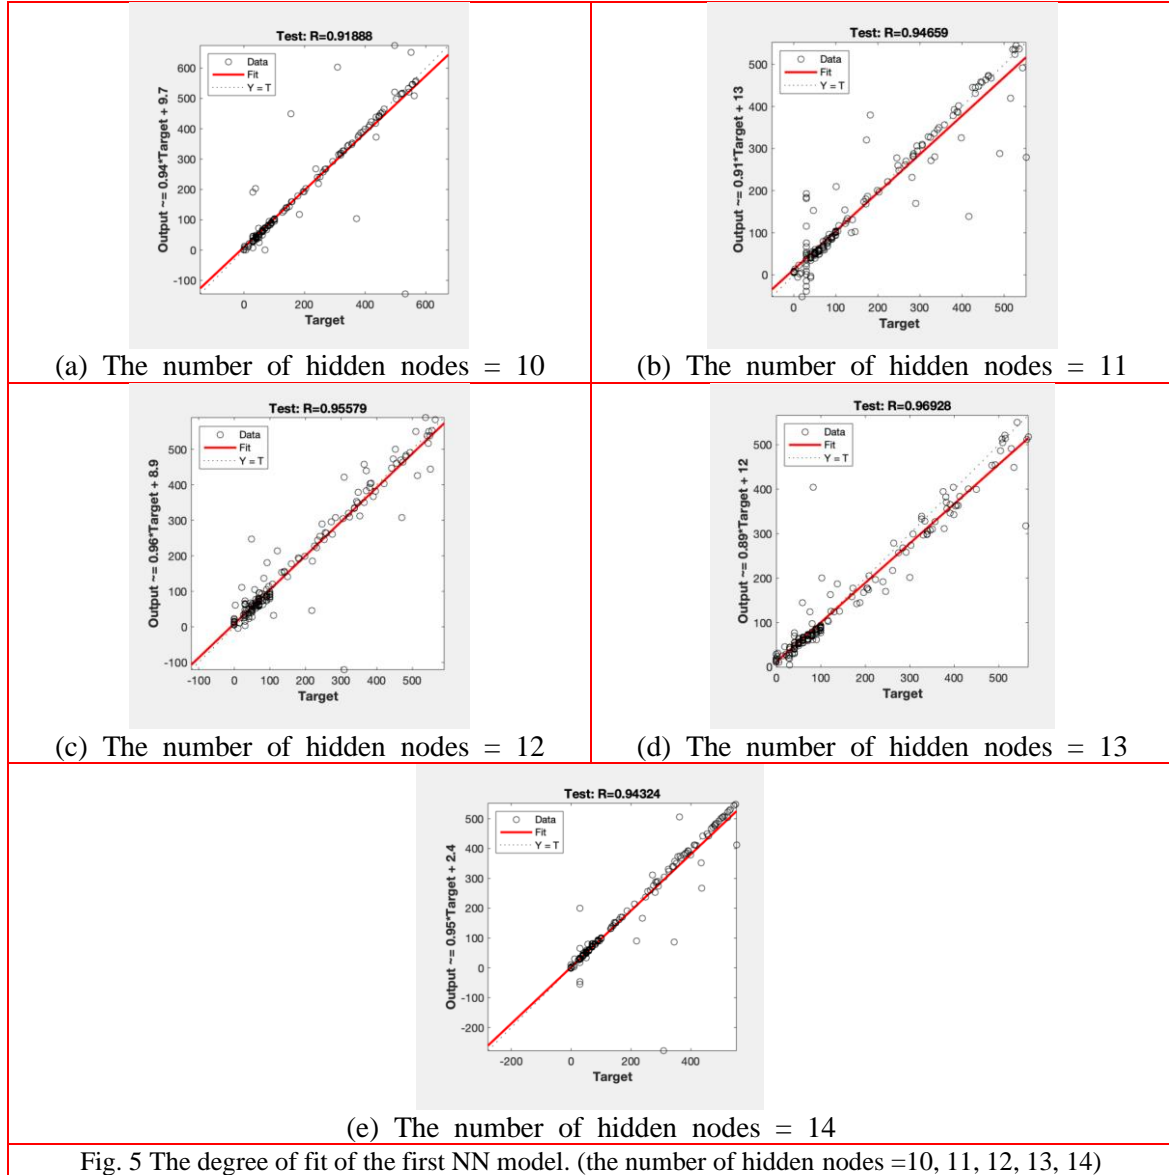 Test: R=0.91888
Data
Fit
Y = T
Output ~= 0.94*Target + 9.7
600
500
400
300
200
100
0
-100
0 200 400 600
Target
(a) The number of hidden nodes = 10
Test: R=0.94659
Data
Fit
Y = T
Output ~= 0.91*Target + 13
500
400
300
200
100
0
0 100 200 300 400 500
Target
(b) The number of hidden nodes = 11
Test: R=0.95579
Data
Fit
Y = T
Output ~= 0.96*Target + 8.9
500
400
300
200
100
0
-100
-100 0 100 200 300 400 500
Target
(c) The number of hidden nodes = 12
Test: R=0.96928
Data
Fit
Y = T
Output ~= 0.89*Target + 12
500
400
300
200
100
0
0 100 200 300 400 500
Target
(d) The number of hidden nodes = 13
Test: R=0.94324
Data
Fit
Y = T
Output ~= 0.95*Target + 2.4
500
400
300
200
100
0
-100
-200
-200 0 200 400
Target
(e) The number of hidden nodes = 14
Fig. 5 The degree of fit of the first NN model. (the number of hidden nodes =10, 11, 12, 13, 14)